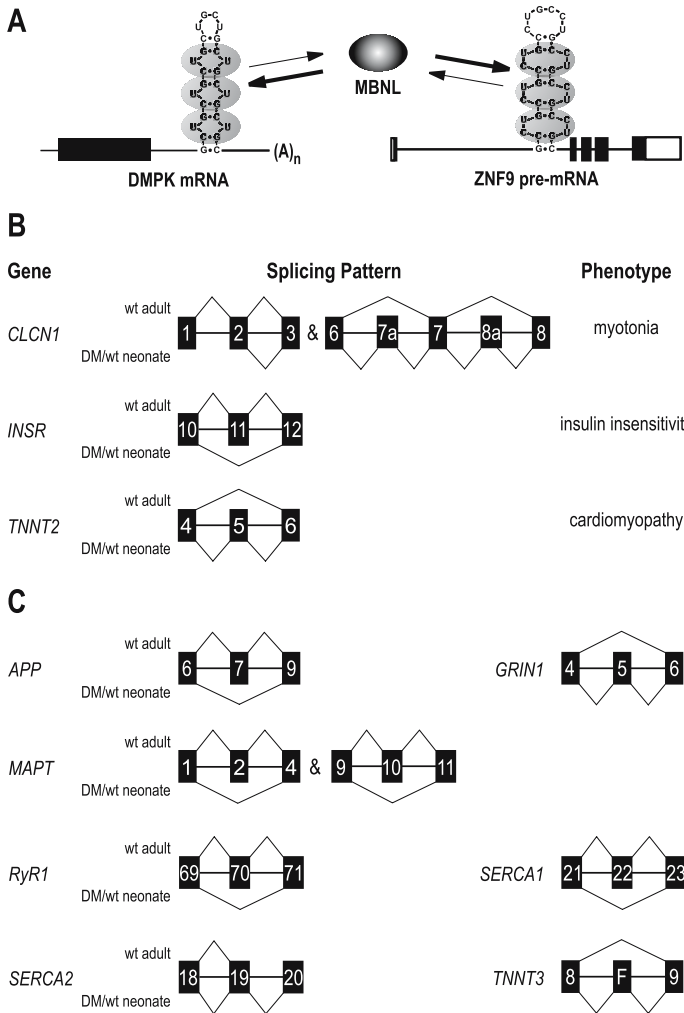 A
MBNL
(A)n
DMPK mRNA
ZNF9 pre-mRNA
B
Gene Splicing Pattern Phenotype
CLCN1 wt adult DM/wt neonate 1 2 3 & 6 7a 7 8a 8 myotonia
INSR wt adult DM/wt neonate 10 11 12 insulin insensitivit
TNNT2 wt adult DM/wt neonate 4 5 6 cardiomyopathy
C
APP wt adult DM/wt neonate 6 7 9 GRIN1 4 5 6
MAPT wt adult DM/wt neonate 1 2 4 & 9 10 11
RyR1 wt adult DM/wt neonate 69 70 71 SERCA1 21 22 23
SERCA2 wt adult DM/wt neonate 18 19 20 TNNT3 8 F 9